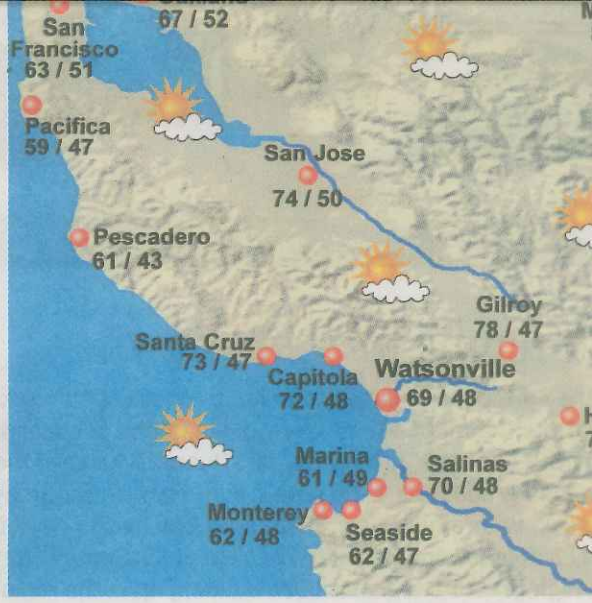 67 / 52
San
Francisco
63 / 51
Pacifica
59 / 47
San Jose
74 / 50
Pescadero
61 / 43
Gilroy
78 / 47
Santa Cruz
73 / 47
Capitola
72 / 48
Watsonville
69 / 48
Marina
61 / 49
Salinas
70 / 48
Monterey
62 / 48
Seaside
62 / 47